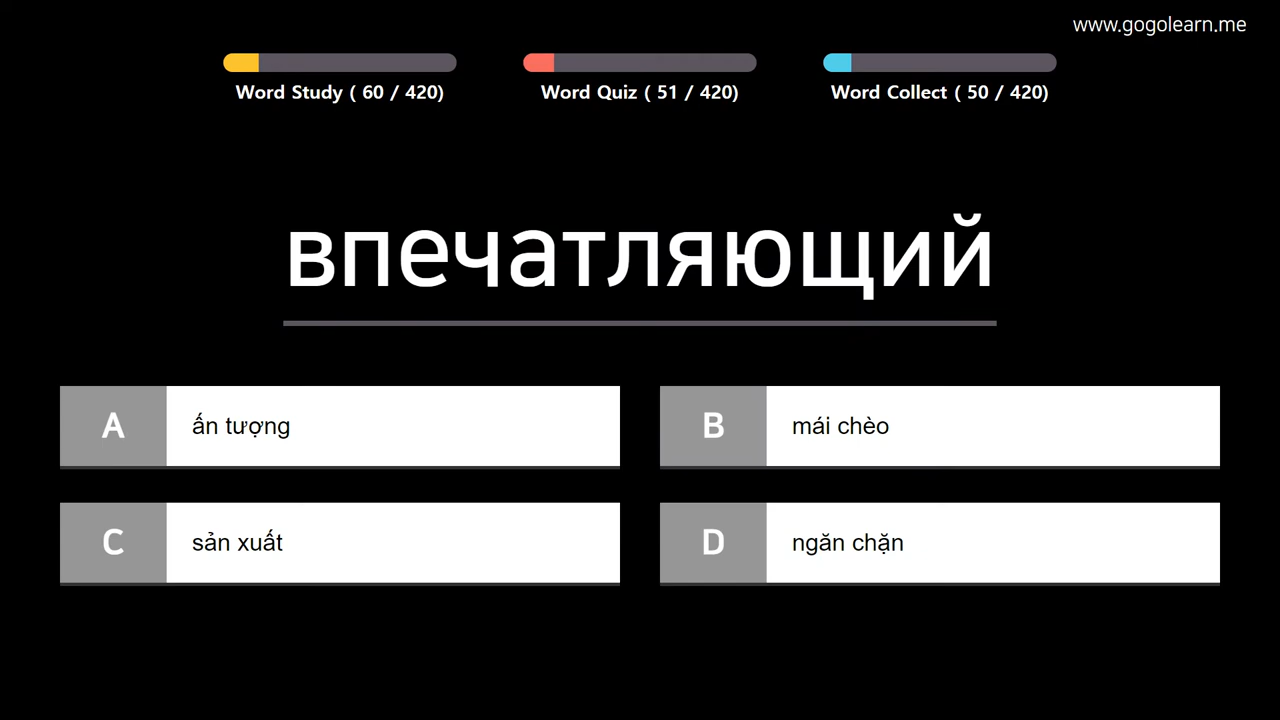 www.gogolearn.me
Word Study ( 60 / 420)
Word Quiz ( 51 / 420)
Word Collect ( 50 / 420)
впечатляющий
A ấn tượng
B mái chèo
C sản xuất
D ngăn chặn